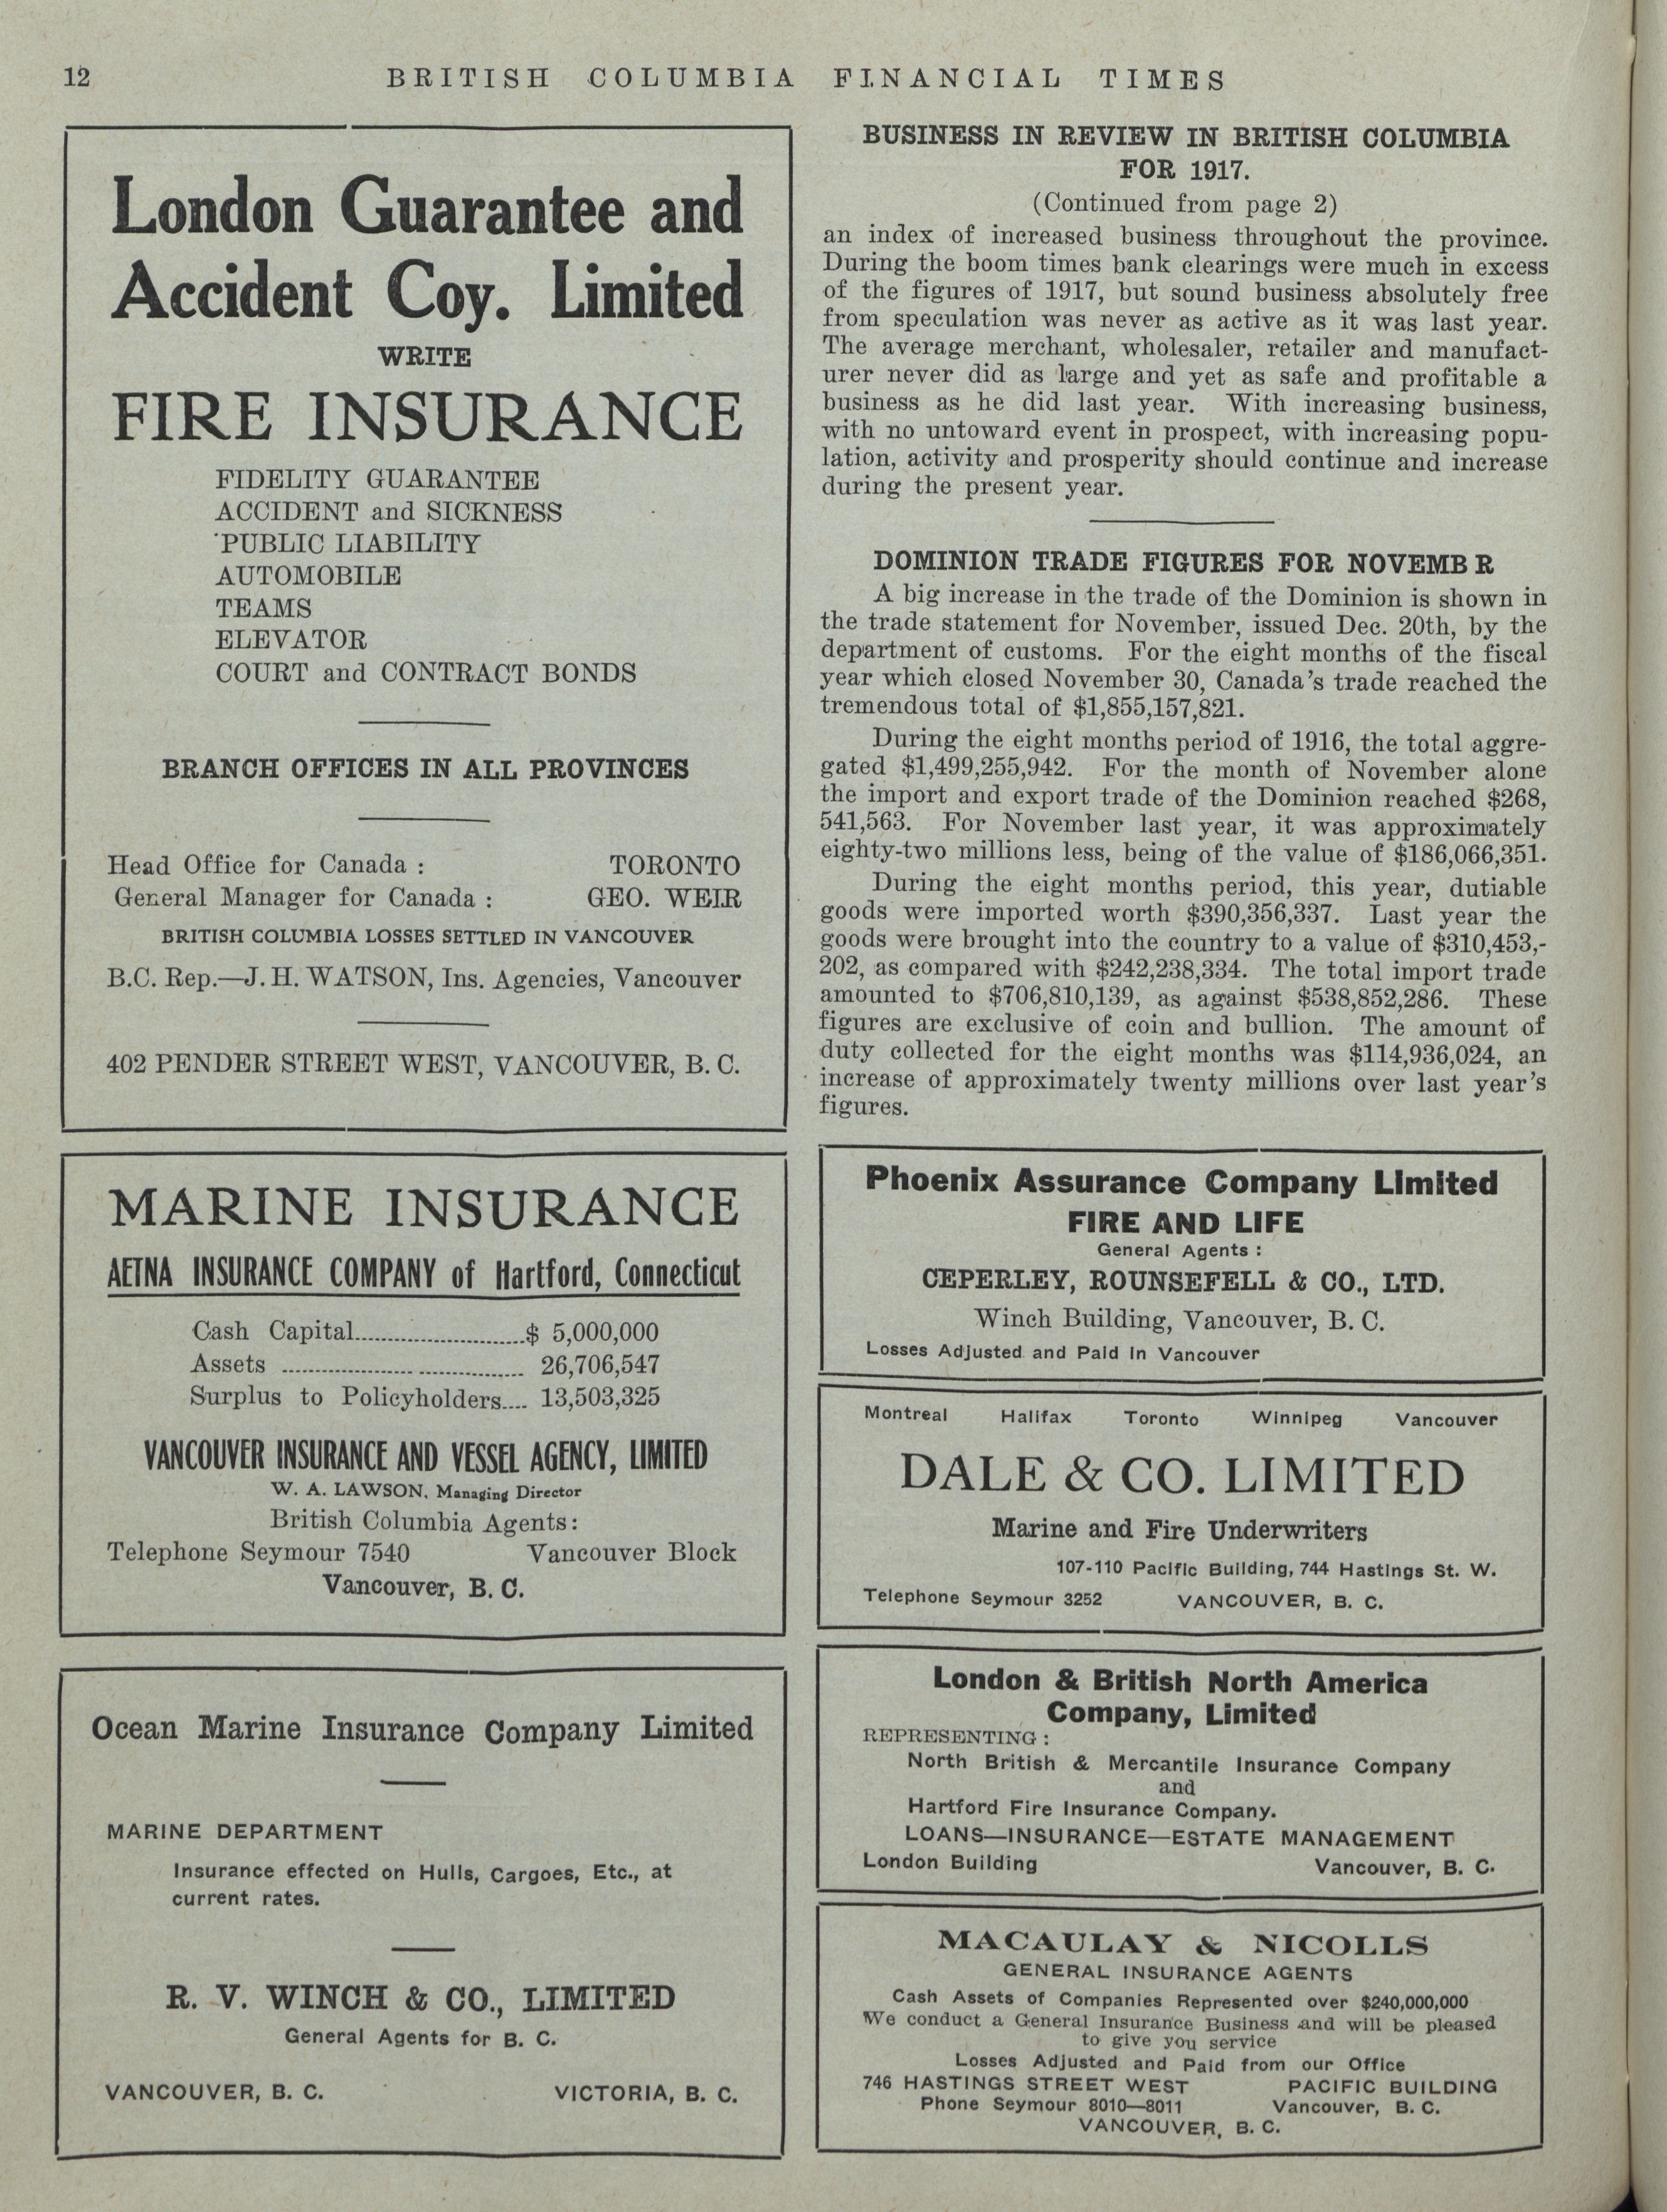 12
BRITISH COLUMBIA FINANCIAL TIMES
London Guarantee and
Accident Coy. Limited
WRITE
FIRE INSURANCE
FIDELITY GUARANTEE
ACCIDENT and SICKNESS
PUBLIC LIABILITY
AUTOMOBILE
TEAMS
ELEVATOR
COURT and CONTRACT BONDS
BRANCH OFFICES IN ALL PROVINCES
Head Office for Canada : TORONTO
General Manager for Canada : GEO. WEIR
BRITISH COLUMBIA LOSSES SETTLED IN VANCOUVER
B.C. Rep.—J. H. WATSON, Ins. Agencies, Vancouver
402 PENDER STREET WEST, VANCOUVER, B. C.
MARINE INSURANCE
AETNA INSURANCE COMPANY of Hartford, Connecticut
Cash Capital..........................$ 5,000,000
Assets ..................................... 26,706,547
Surplus to Policyholders.... 13,503,325
VANCOUVER INSURANCE AND VESSEL AGENCY, LIMITED
W. A. LAWSON, Managing Director
British Columbia Agents:
Telephone Seymour 7540 Vancouver Block
Vancouver, B. C.
Ocean Marine Insurance Company Limited
MARINE DEPARTMENT
Insurance effected on Hulls, Cargoes, Etc., at
current rates.
R. V. WINCH & CO., LIMITED
General Agents for B. C.
VANCOUVER, B. C. VICTORIA, B. C.
BUSINESS IN REVIEW IN BRITISH COLUMBIA
FOR 1917.
(Continued from page 2)
an index of increased business throughout the province.
During the boom times bank clearings were much in excess
of the figures of 1917, but sound business absolutely free
from speculation was never as active as it was last year.
The average merchant, wholesaler, retailer and manufact-
urer never did as large and yet as safe and profitable a
business as he did last year. With increasing business,
with no untoward event in prospect, with increasing popu-
lation, activity and prosperity should continue and increase
during the present year.
DOMINION TRADE FIGURES FOR NOVEMB R
A big increase in the trade of the Dominion is shown in
the trade statement for November, issued Dec. 20th, by the
department of customs. For the eight months of the fiscal
year which closed November 30, Canada's trade reached the
tremendous total of $1,855,157,821.
During the eight months period of 1916, the total aggre-
gated $1,499,255,942. For the month of November alone
the import and export trade of the Dominion reached $268,
541,563. For November last year, it was approximately
eighty-two millions less, being of the value of $186,066,351.
During the eight months period, this year, dutiable
goods were imported worth $390,356,337. Last year the
goods were brought into the country to a value of $310,453,-
202, as compared with $242,238,334. The total import trade
amounted to $706,810,139, as against $538,852,286. These
figures are exclusive of coin and bullion. The amount of
duty collected for the eight months was $114,936,024, an
increase of approximately twenty millions over last year's
figures.
Phoenix Assurance Company Limited
FIRE AND LIFE
General Agents :
CEPERLEY, ROUNSEFELL & CO., LTD.
Winch Building, Vancouver, B. C.
Losses Adjusted and Paid in Vancouver
Montreal Halifax Toronto Winnipeg Vancouver
DALE & CO. LIMITED
Marine and Fire Underwriters
107-110 Pacific Building, 744 Hastings St. W.
Telephone Seymour 3252 VANCOUVER, B. C.
London & British North America
Company, Limited
REPRESENTING :
North British & Mercantile Insurance Company
and
Hartford Fire Insurance Company.
LOANS—INSURANCE—ESTATE MANAGEMENT
London Building Vancouver, B. C.
MACAULAY & NICOLLS
GENERAL INSURANCE AGENTS
Cash Assets of Companies Represented over $240,000,000
We conduct a General Insurance Business and will be pleased
to give you service
Losses Adjusted and Paid from our Office
746 HASTINGS STREET WEST PACIFIC BUILDING
Phone Seymour 8010—8011 Vancouver, B. C.
VANCOUVER, B. C.